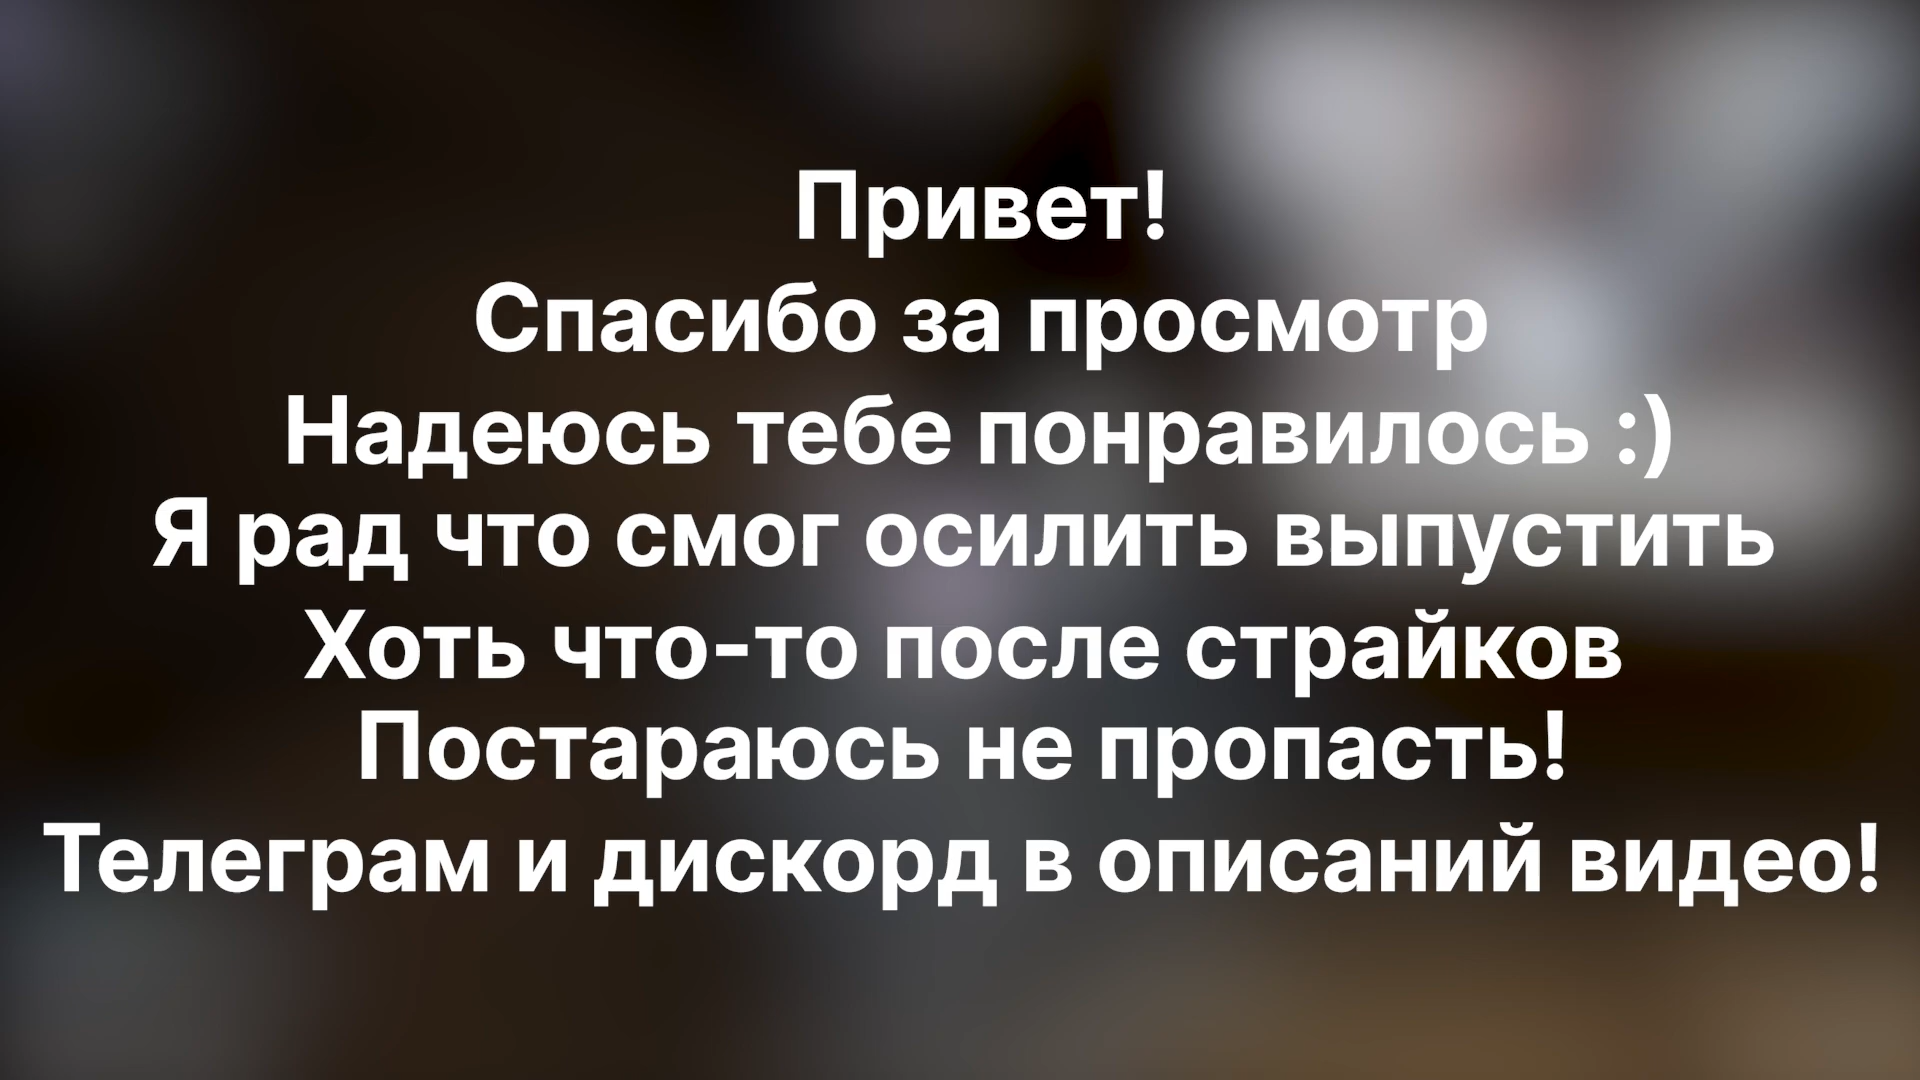 Привет!
Спасибо за просмотр
Надеюсь тебе понравилось :)
Я рад что смог осилить выпустить
Хоть что-то после страйков
Постараюсь не пропасть!
Телеграм и дискорд в описаний видео!